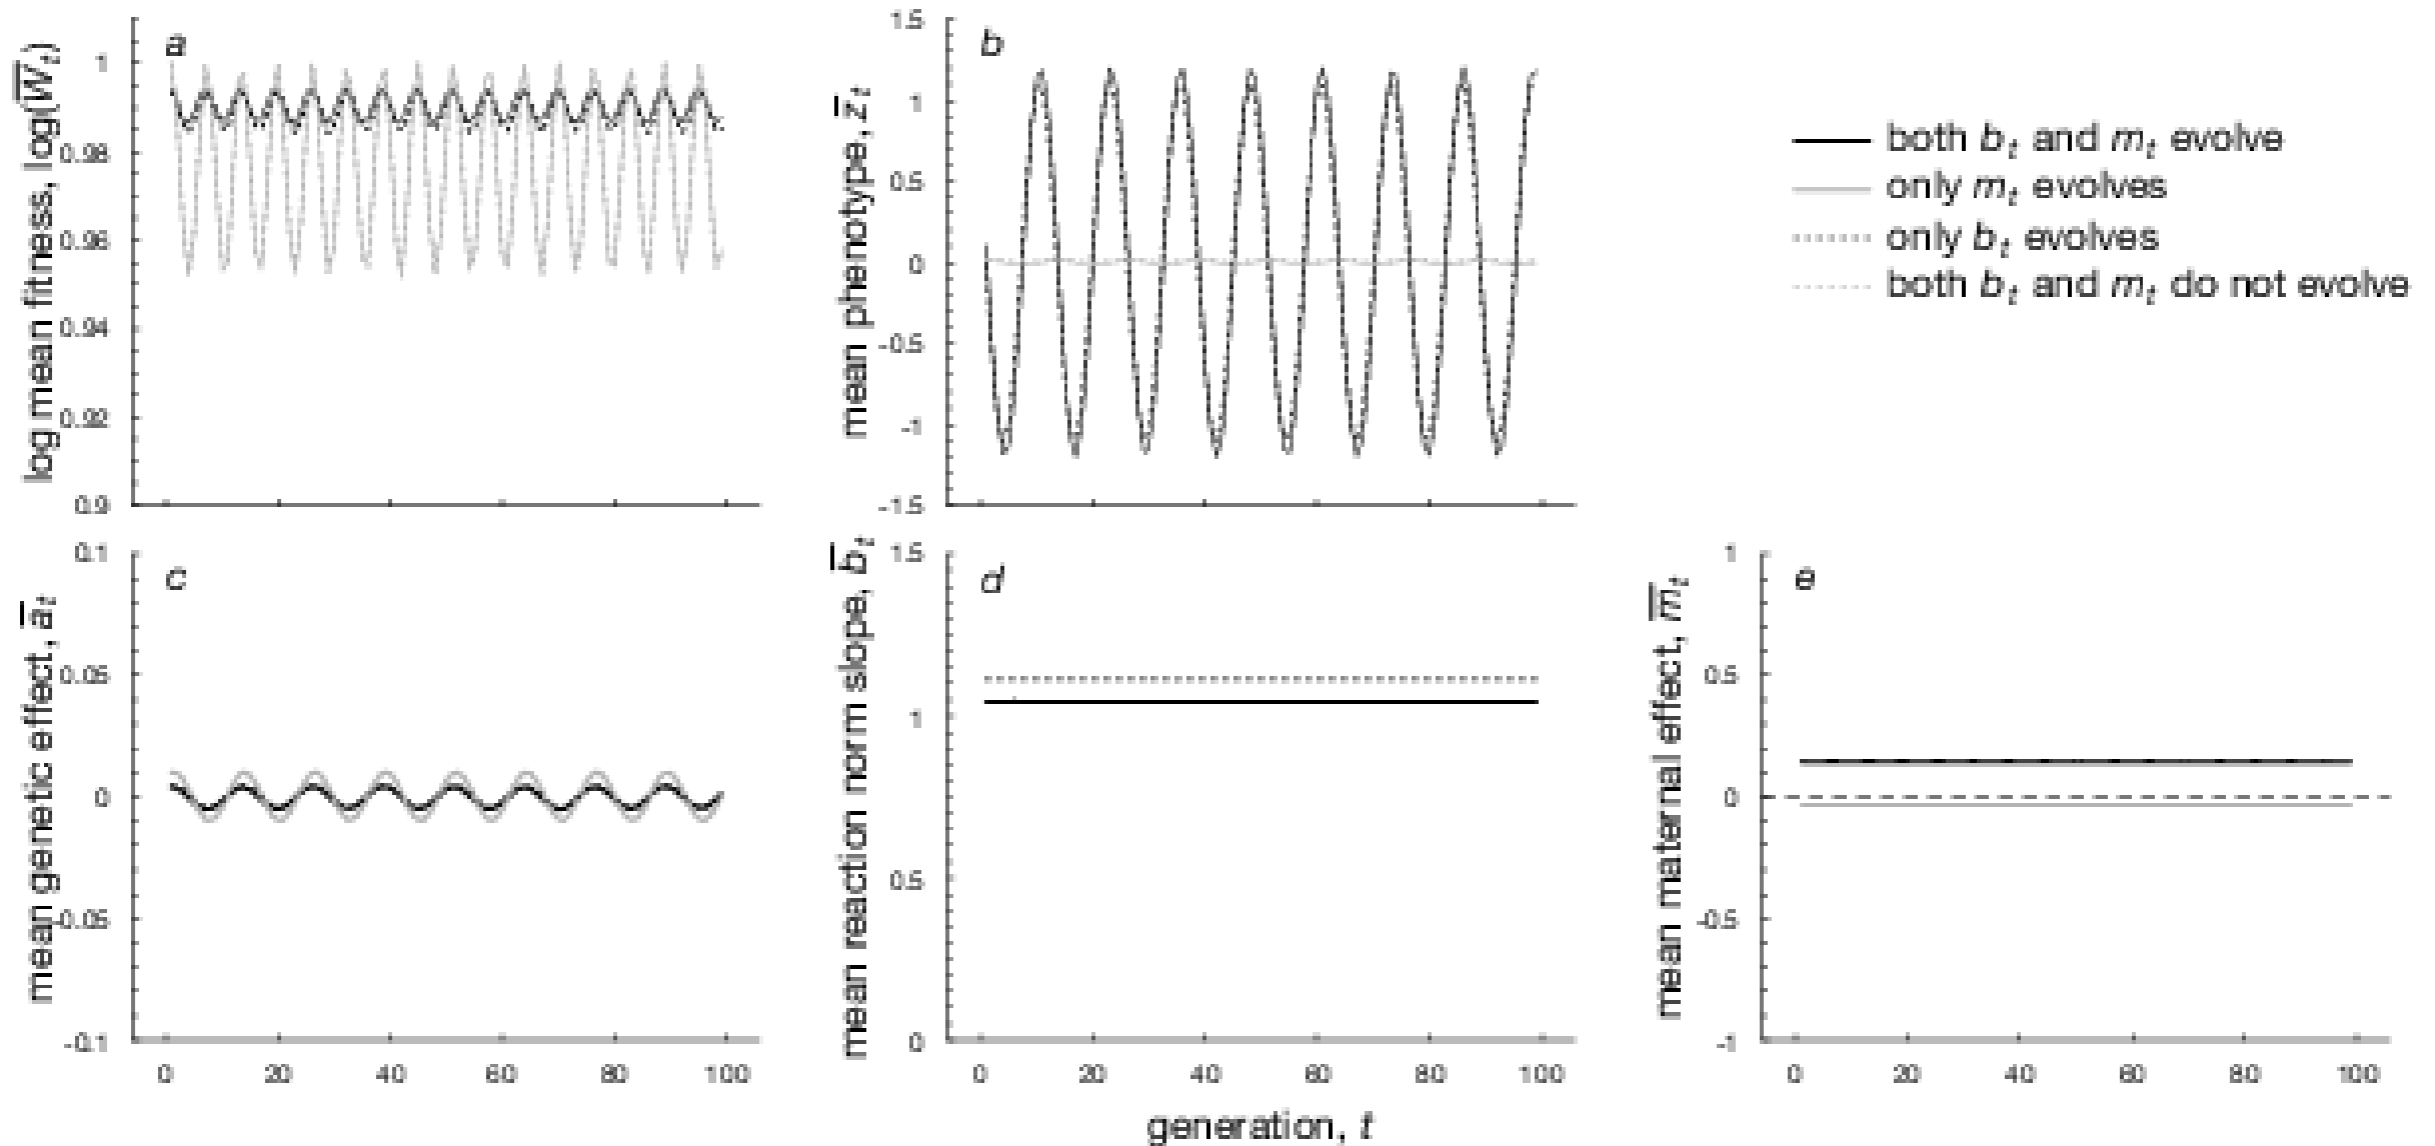 a
log mean fitness, log(W̅t)
1
0.98
0.96
0.94
0.92
0.9
b
mean phenotype, z̅t
1.5
1
0.5
0
-0.5
-1
-1.5
both bt and mt evolve
only mt evolves
only bt evolves
both bt and mt do not evolve
c
mean genetic effect, a̅t
0.1
0.05
0
-0.05
-0.1
0 20 40 60 80 100
d
mean reaction norm slope, b̅t
1.5
1
0.5
0
0 20 40 60 80 100
e
mean maternal effect, m̅t
1
0.5
0
-0.5
-1
0 20 40 60 80 100
generation, t